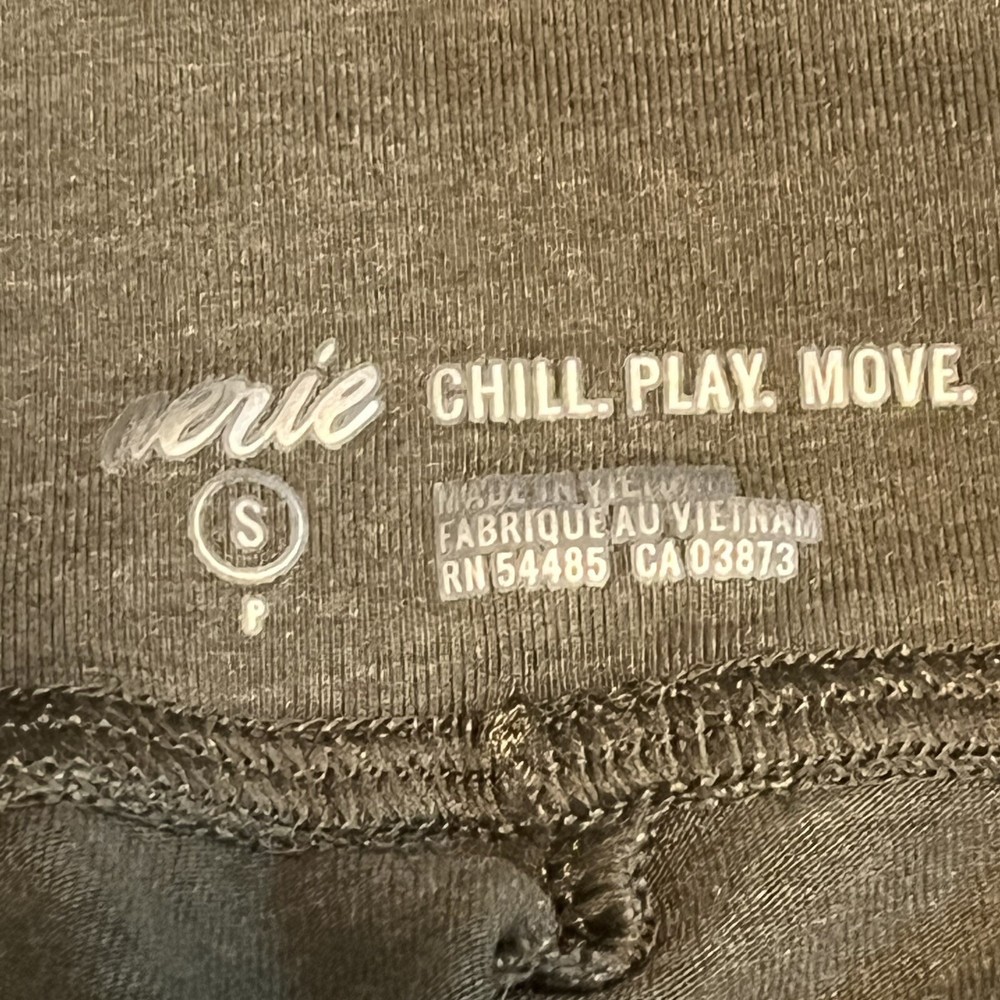 aerie
CHILL. PLAY. MOVE.
S
P
MADE IN VIETNAM
FABRIQUE AU VIETNAM
RN 54485 CA 03873